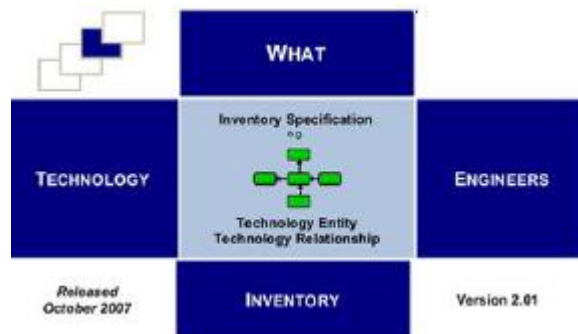 WHAT
Inventory Specification
e.g.
TECHNOLOGY
ENGINEERS
Technology Entity
Technology Relationship
Released
October 2007
INVENTORY
Version 2.01